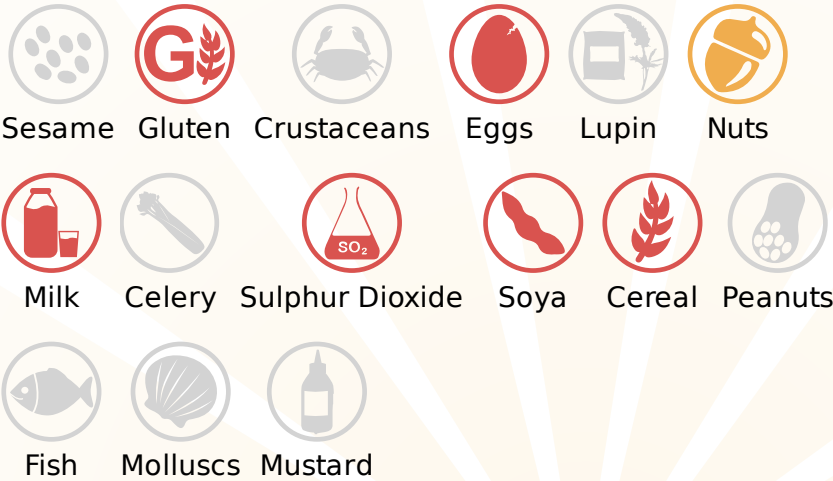 G
Sesame Gluten Crustaceans Eggs Lupin Nuts
SO₂
Milk Celery Sulphur Dioxide Soya Cereal Peanuts
Fish Molluscs Mustard